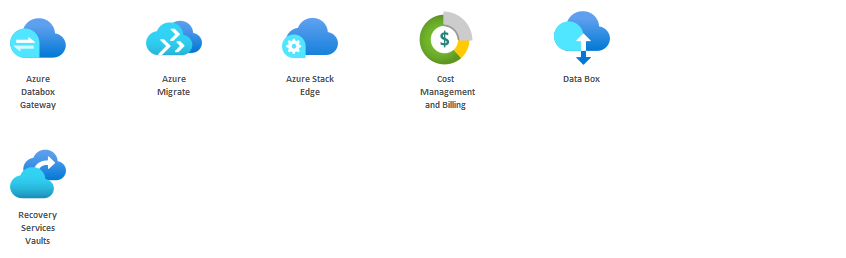 Azure
Databox
Gateway
Azure
Migrate
Azure Stack
Edge
$
Cost
Management
and Billing
Data Box
Recovery
Services
Vaults